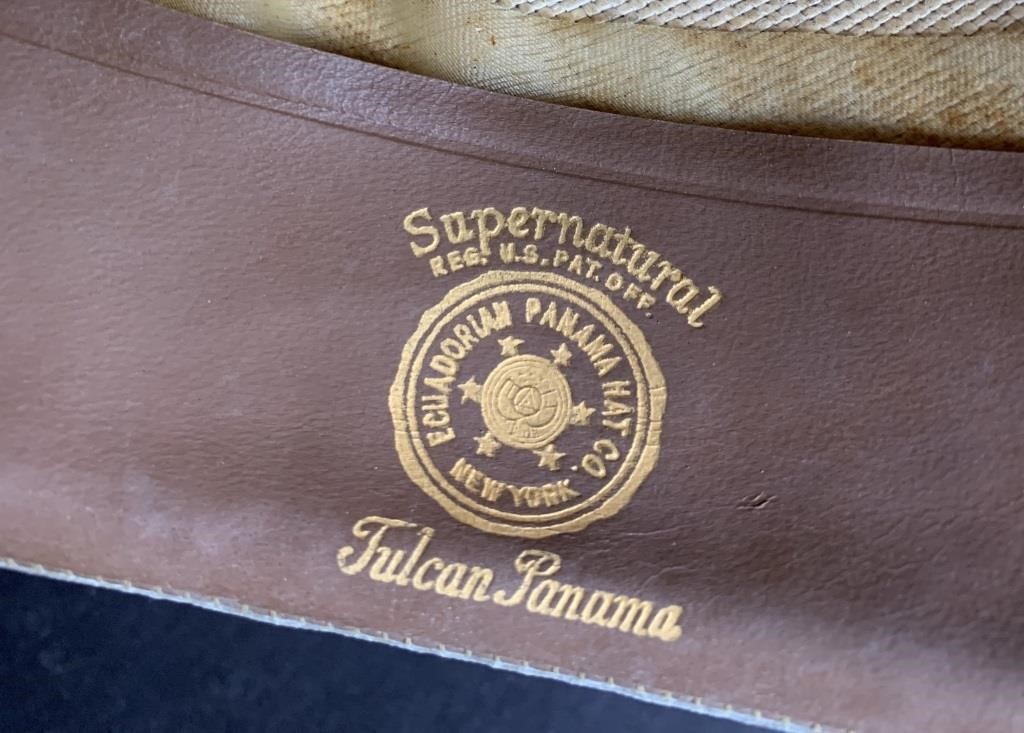 Supernatural
REG. U.S. PAT. OFF.
ECUADORIAN PANAMA HAT CO.
NEW YORK
Tulcan Panama